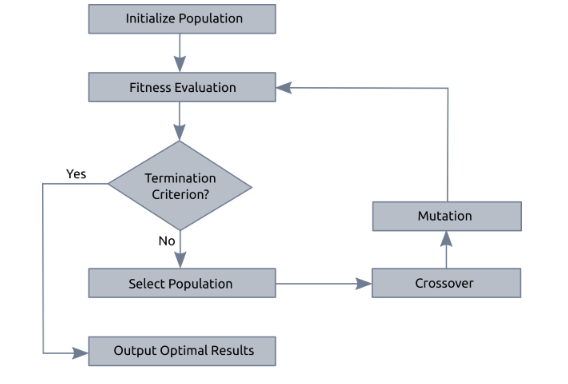 Initialize Population
Fitness Evaluation
Termination
Criterion?
Yes
No
Select Population
Crossover
Mutation
Output Optimal Results